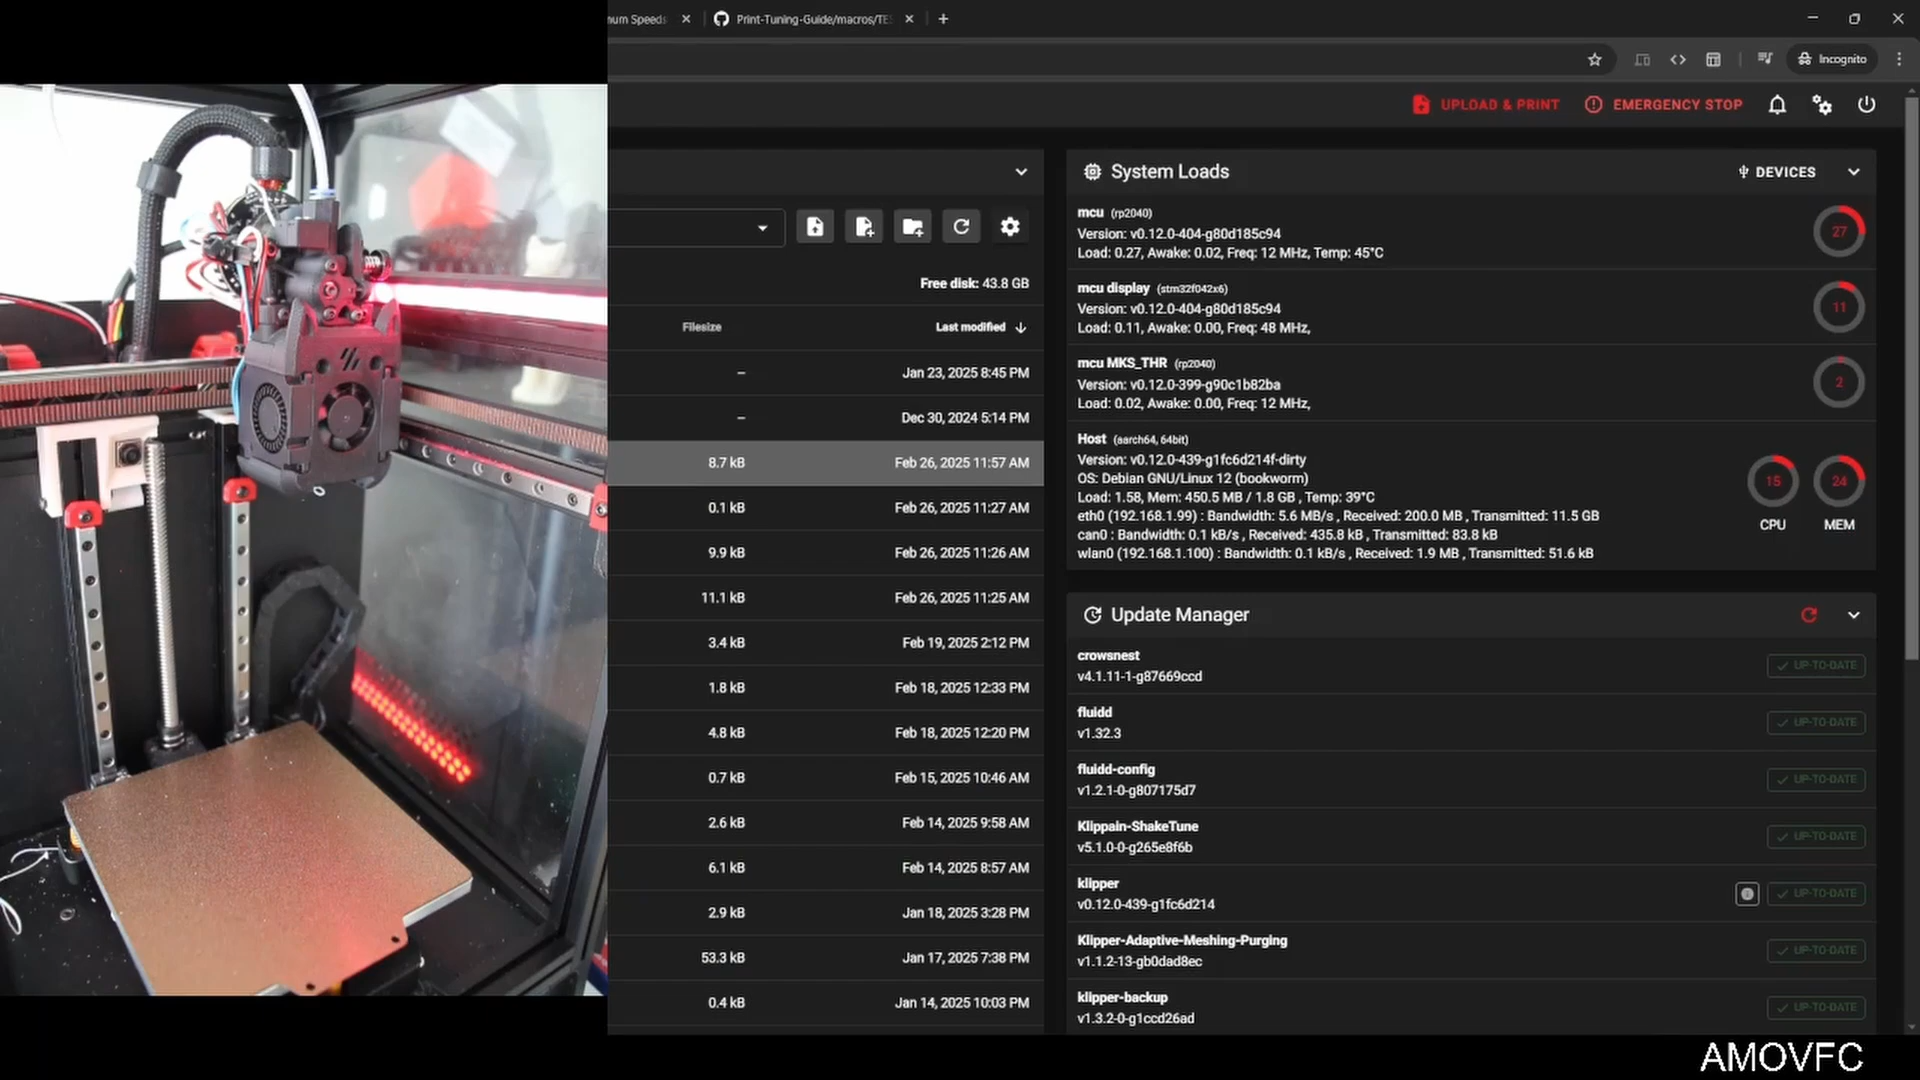 num Speeds
Print-Tuning-Guide/macros/TES
Incognito
UPLOAD & PRINT
EMERGENCY STOP
System Loads
DEVICES
mcu (rp2040)
Version: v0.12.0-404-g80d185c94
Load: 0.27, Awake: 0.02, Freq: 12 MHz, Temp: 45°C
27
mcu display (stm32f042x6)
Version: v0.12.0-404-g80d185c94
Load: 0.11, Awake: 0.00, Freq: 48 MHz,
11
mcu MKS_THR (rp2040)
Version: v0.12.0-399-g90c1b82ba
Load: 0.02, Awake: 0.00, Freq: 12 MHz,
2
Host (aarch64, 64bit)
Version: v0.12.0-439-g1fc6d214f-dirty
OS: Debian GNU/Linux 12 (bookworm)
Load: 1.58, Mem: 450.5 MB / 1.8 GB , Temp: 39°C
eth0 (192.168.1.99) : Bandwidth: 5.6 MB/s , Received: 200.0 MB , Transmitted: 11.5 GB
can0 : Bandwidth: 0.1 kB/s , Received: 435.8 kB , Transmitted: 83.8 kB
wlan0 (192.168.1.100) : Bandwidth: 0.1 kB/s , Received: 1.9 MB , Transmitted: 51.6 kB
15 24
CPU MEM
Free disk: 43.8 GB
Filesize Last modified
– Jan 23, 2025 8:45 PM
– Dec 30, 2024 5:14 PM
8.7 kB Feb 26, 2025 11:57 AM
0.1 kB Feb 26, 2025 11:27 AM
9.9 kB Feb 26, 2025 11:26 AM
11.1 kB Feb 26, 2025 11:25 AM
3.4 kB Feb 19, 2025 2:12 PM
1.8 kB Feb 18, 2025 12:33 PM
4.8 kB Feb 18, 2025 12:20 PM
0.7 kB Feb 15, 2025 10:46 AM
2.6 kB Feb 14, 2025 9:58 AM
6.1 kB Feb 14, 2025 8:57 AM
2.9 kB Jan 18, 2025 3:28 PM
53.3 kB Jan 17, 2025 7:38 PM
0.4 kB Jan 14, 2025 10:03 PM
Update Manager
crowsnest
v4.1.11-1-g87669ccd
UP-TO-DATE
fluidd
v1.32.3
UP-TO-DATE
fluidd-config
v1.2.1-0-g807175d7
UP-TO-DATE
Klippain-ShakeTune
v5.1.0-0-g265e8f6b
UP-TO-DATE
klipper
v0.12.0-439-g1fc6d214
UP-TO-DATE
Klipper-Adaptive-Meshing-Purging
v1.1.2-13-gb0dad8ec
UP-TO-DATE
klipper-backup
v1.3.2-0-g1ccd26ad
UP-TO-DATE
AMOVFC